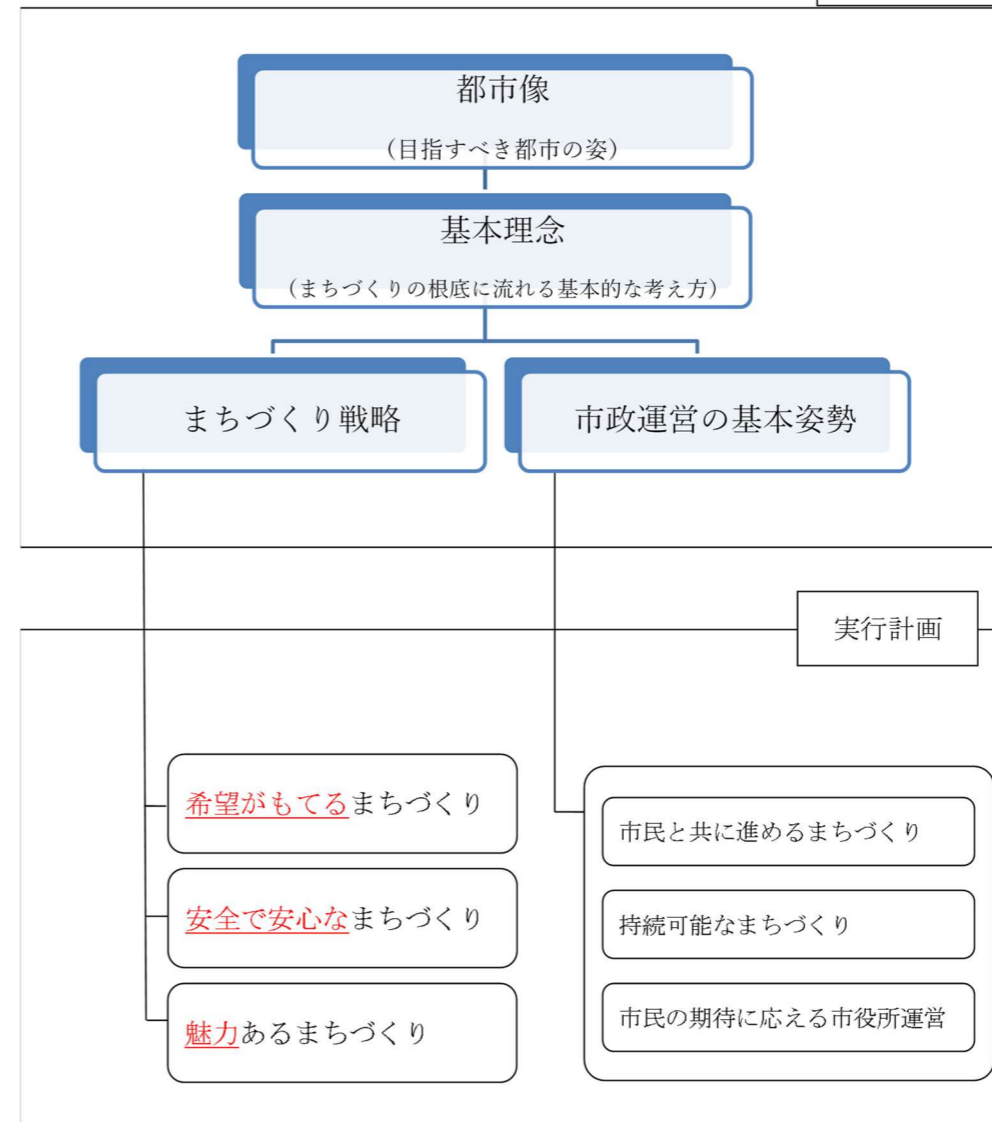 都市像
(目指すべき都市の姿)
基本理念
(まちづくりの根底に流れる基本的な考え方)
まちづくり戦略
市政運営の基本姿勢
実行計画
希望がもてるまちづくり
安全で安心なまちづくり
魅力あるまちづくり
市民と共に進めるまちづくり
持続可能なまちづくり
市民の期待に応える市役所運営